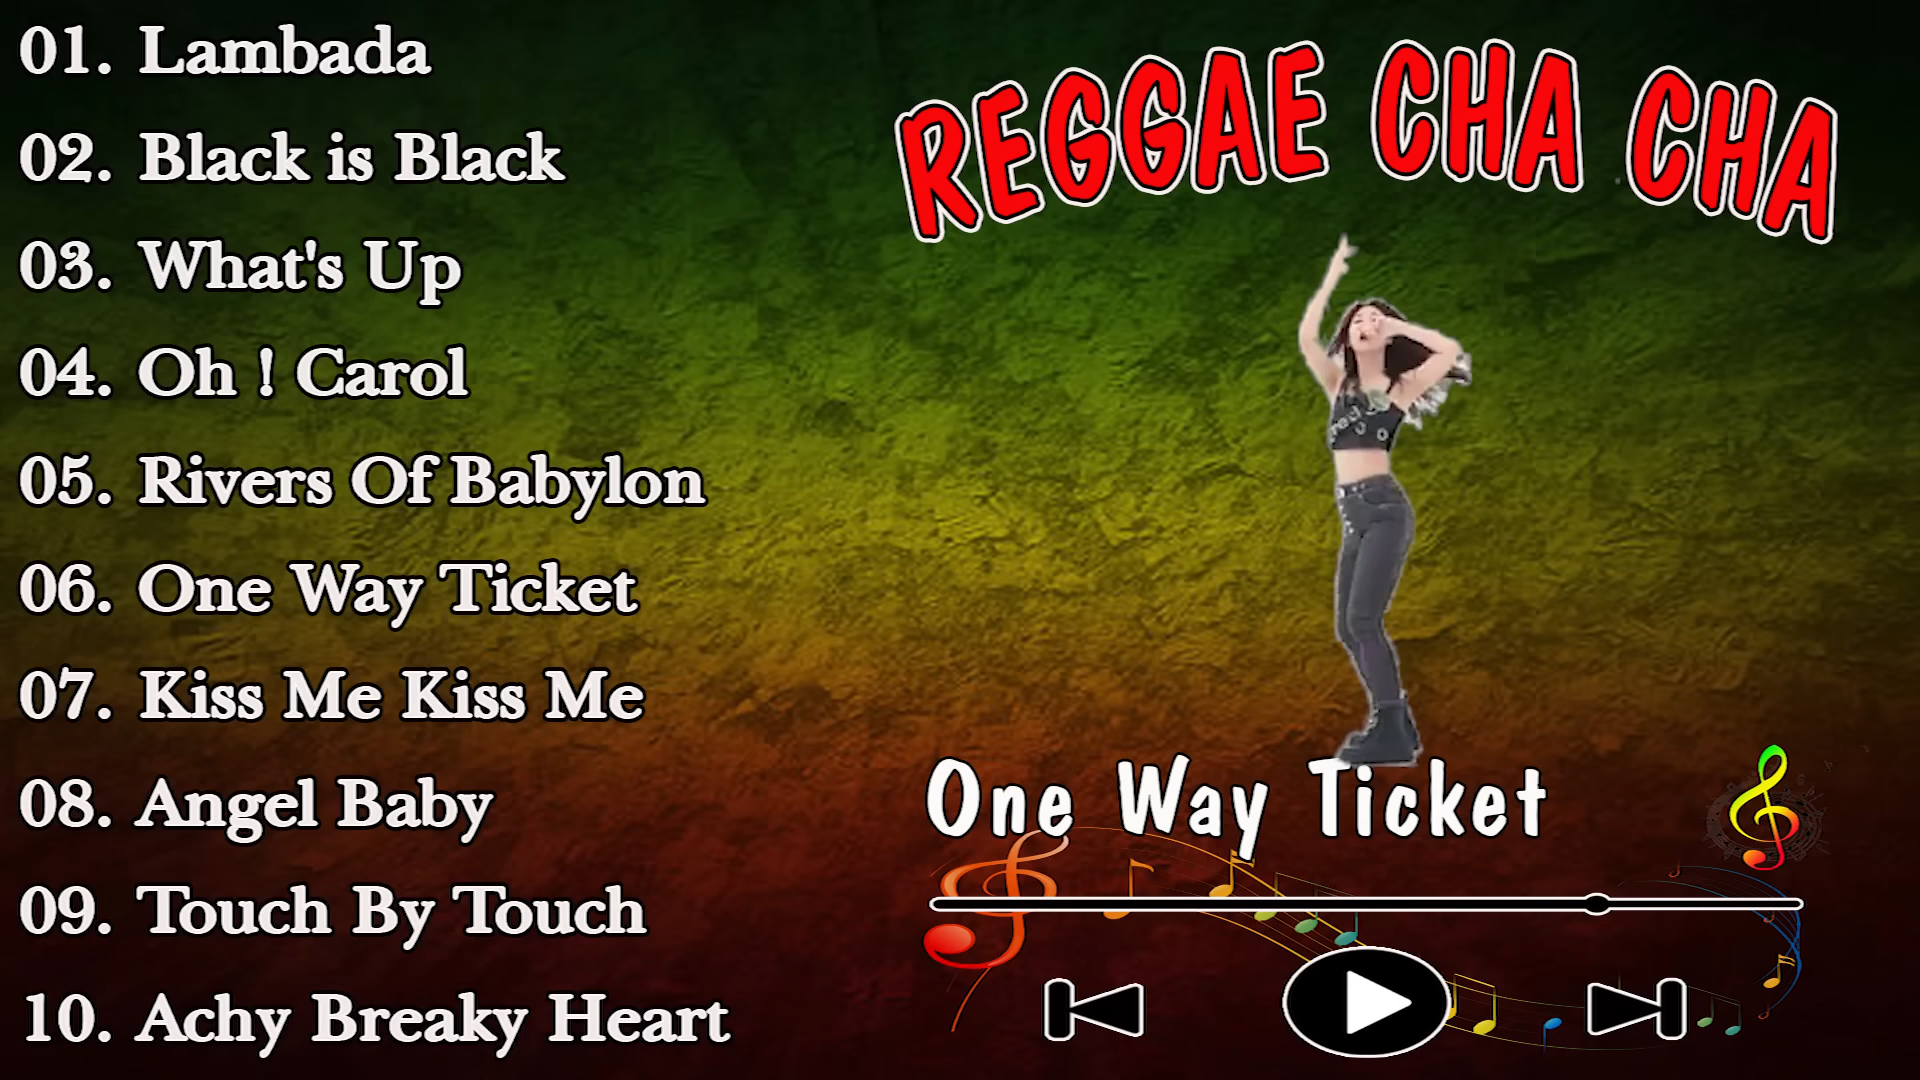 01. Lambada
02. Black is Black
03. What's Up
04. Oh ! Carol
05. Rivers Of Babylon
06. One Way Ticket
07. Kiss Me Kiss Me
08. Angel Baby
09. Touch By Touch
10. Achy Breaky Heart
REGGAE CHA CHA
One Way Ticket